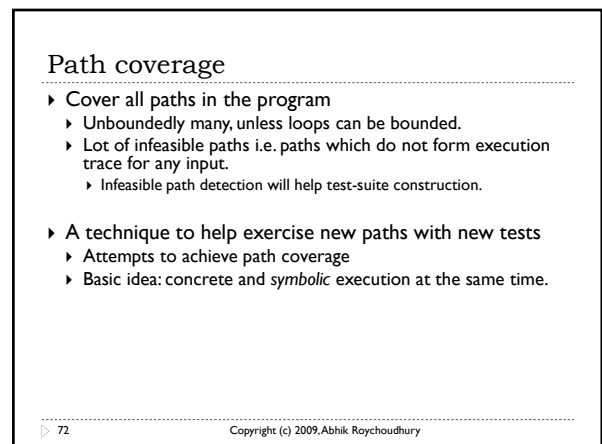 Path coverage
Cover all paths in the program
Unboundedly many, unless loops can be bounded.
Lot of infeasible paths i.e. paths which do not form execution
trace for any input.
Infeasible path detection will help test-suite construction.
A technique to help exercise new paths with new tests
Attempts to achieve path coverage
Basic idea: concrete and symbolic execution at the same time.
72 Copyright (c) 2009, Abhik Roychoudhury